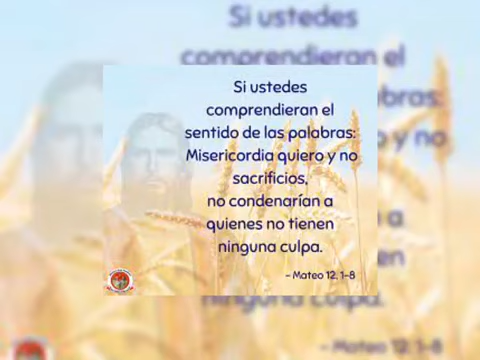 Si ustedes
comprendieran el
sentido de las palabras:
Misericordia quiero y no
sacrificios,
no condenarían a
quienes no tienen
ninguna culpa.
- Mateo 12, 1-8